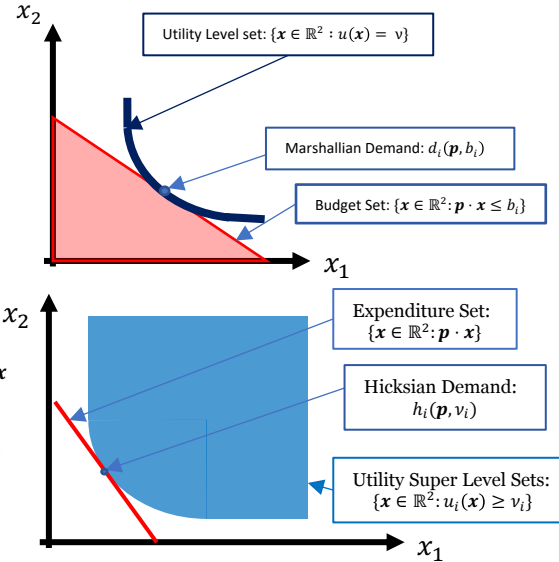 x₂
Utility Level set: {𝒙 ∈ ℝ² : u(𝒙) = ν}
Marshallian Demand: dᵢ(𝒑, bᵢ)
Budget Set: {𝒙 ∈ ℝ²: 𝒑 · 𝒙 ≤ bᵢ}
x₁
x₂
Expenditure Set:
{𝒙 ∈ ℝ²: 𝒑 · 𝒙}
x
Hicksian Demand:
hᵢ(𝒑, νᵢ)
Utility Super Level Sets:
{𝒙 ∈ ℝ²: uᵢ(𝒙) ≥ νᵢ}
x₁